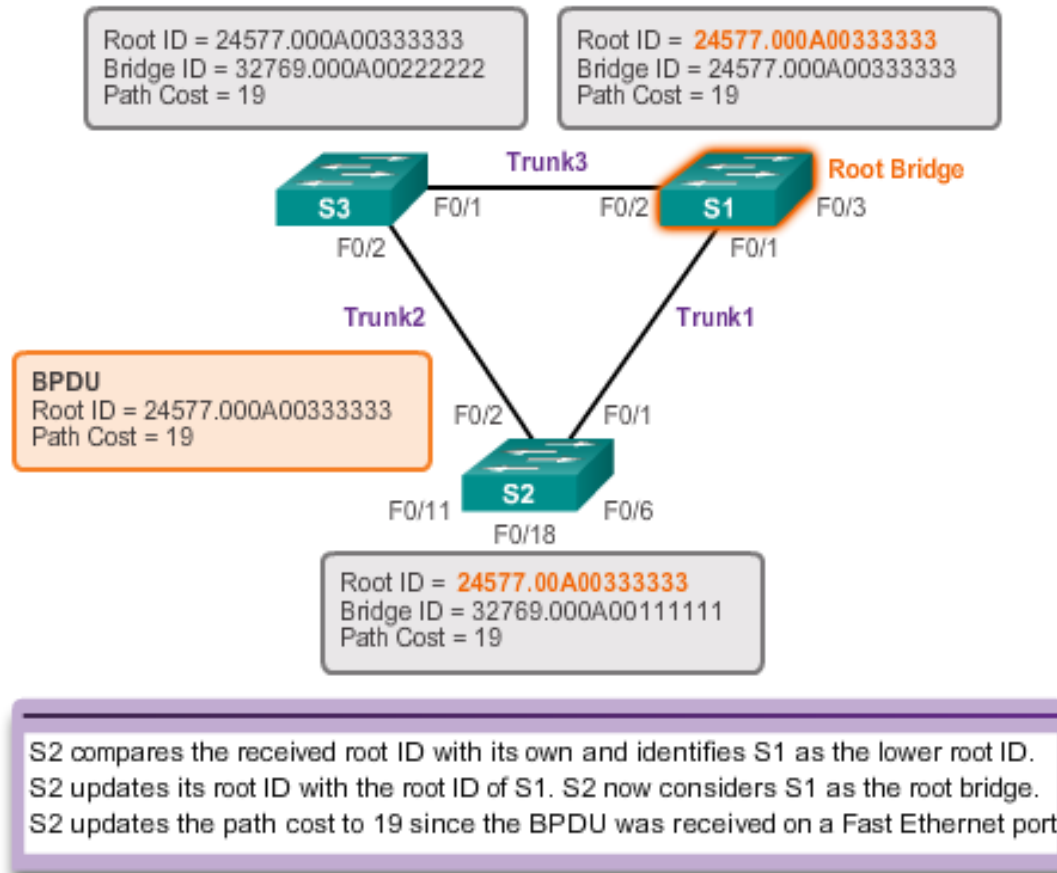 Root ID = 24577.000A00333333
Bridge ID = 32769.000A00222222
Path Cost = 19
Root ID = 24577.000A00333333
Bridge ID = 24577.000A00333333
Path Cost = 19
Trunk3
Root Bridge
S3
F0/1
F0/2
S1
F0/3
F0/2
F0/1
Trunk2
Trunk1
BPDU
Root ID = 24577.000A00333333
Path Cost = 19
F0/2
F0/1
S2
F0/11
F0/6
F0/18
Root ID = 24577.00A00333333
Bridge ID = 32769.000A00111111
Path Cost = 19
S2 compares the received root ID with its own and identifies S1 as the lower root ID.
S2 updates its root ID with the root ID of S1. S2 now considers S1 as the root bridge.
S2 updates the path cost to 19 since the BPDU was received on a Fast Ethernet port